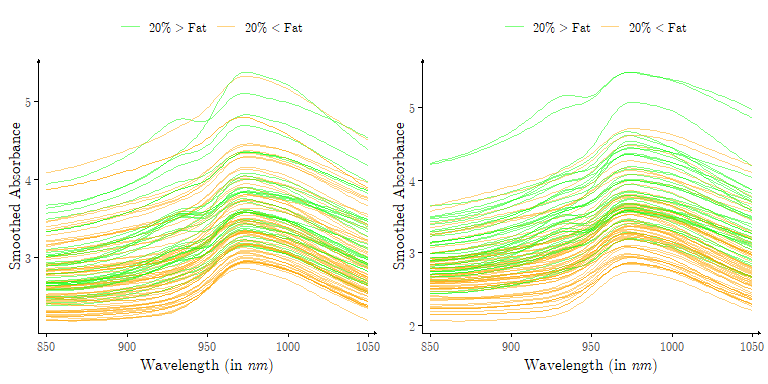 20% > Fat 20% < Fat
Smoothed Absorbance
5
4
3
850 900 950 1000 1050
Wavelength (in nm)
20% > Fat 20% < Fat
Smoothed Absorbance
5
4
3
2
850 900 950 1000 1050
Wavelength (in nm)